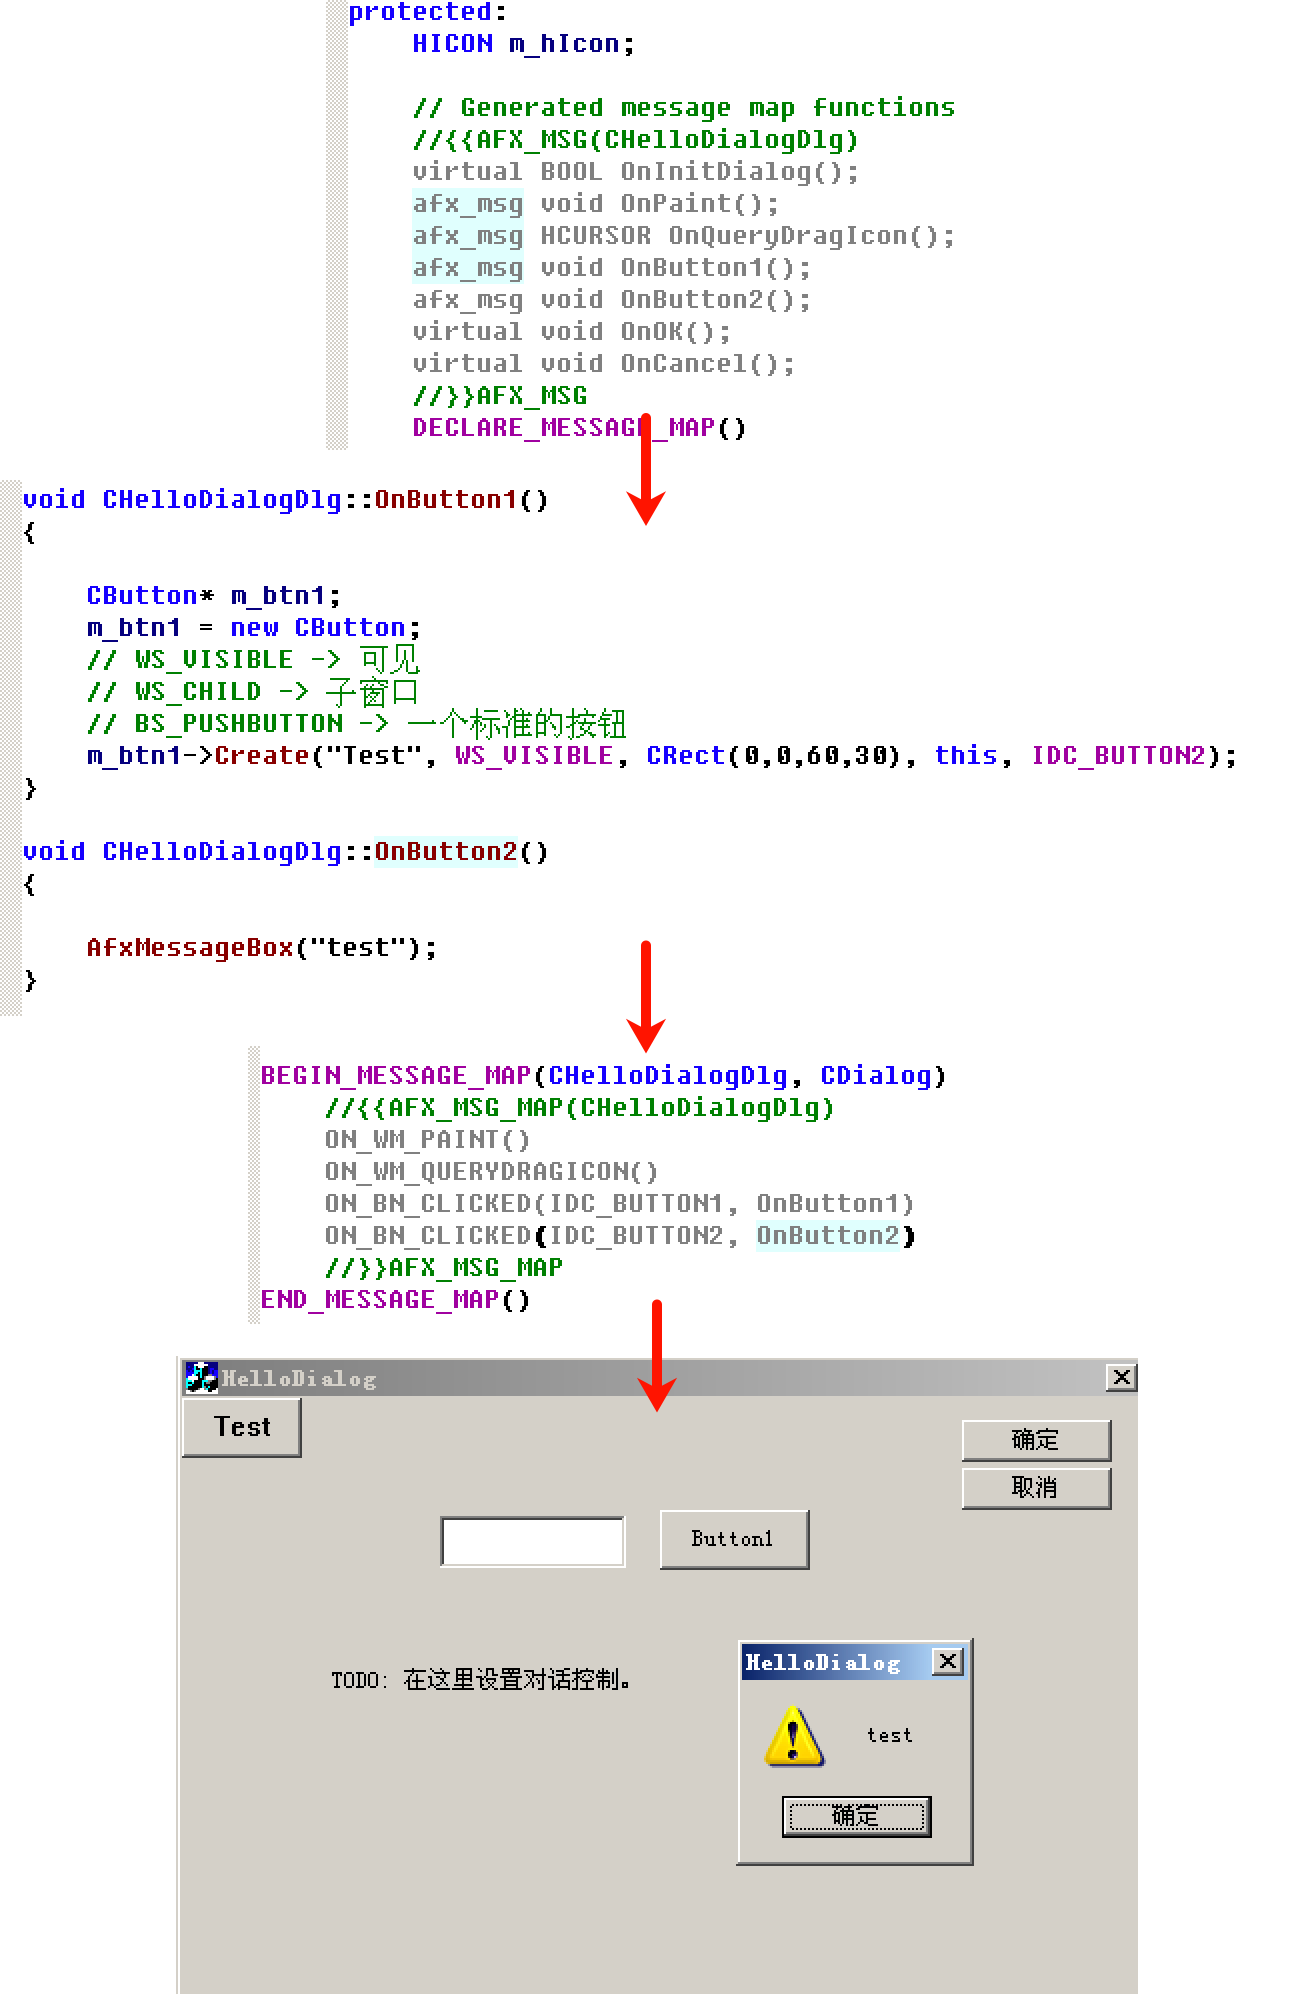 protected:
HICON m_hIcon;
// Generated message map functions
//{{AFX_MSG(CHelloDialogDlg)
virtual BOOL OnInitDialog();
afx_msg void OnPaint();
afx_msg HCURSOR OnQueryDragIcon();
afx_msg void OnButton1();
afx_msg void OnButton2();
virtual void OnOK();
virtual void OnCancel();
//}}AFX_MSG
DECLARE_MESSAGE_MAP()
void CHelloDialogDlg::OnButton1()
{
CButton* m_btn1;
m_btn1 = new CButton;
// WS_VISIBLE -> 可见
// WS_CHILD -> 子窗口
// BS_PUSHBUTTON -> 一个标准的按钮
m_btn1->Create("Test", WS_VISIBLE, CRect(0,0,60,30), this, IDC_BUTTON2);
}
void CHelloDialogDlg::OnButton2()
{
AfxMessageBox("test");
}
BEGIN_MESSAGE_MAP(CHelloDialogDlg, CDialog)
//{{AFX_MSG_MAP(CHelloDialogDlg)
ON_WM_PAINT()
ON_WM_QUERYDRAGICON()
ON_BN_CLICKED(IDC_BUTTON1, OnButton1)
ON_BN_CLICKED(IDC_BUTTON2, OnButton2)
//}}AFX_MSG_MAP
END_MESSAGE_MAP()
HelloDialog
Test
确定
取消
Button1
TODO: 在这里设置对话控制。
HelloDialog
test
确定